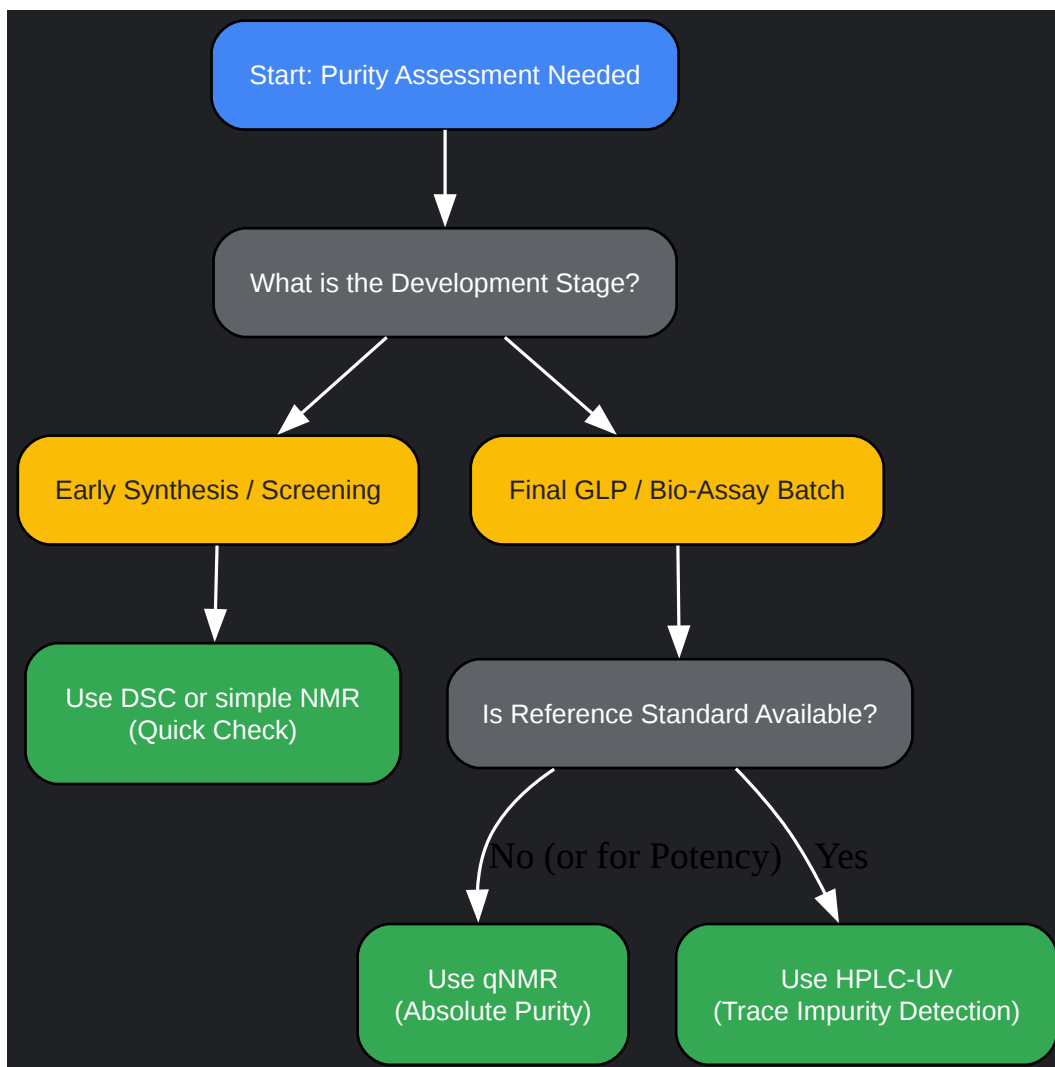 Start: Purity Assessment Needed
What is the Development Stage?
Early Synthesis / Screening
Final GLP / Bio-Assay Batch
Use DSC or simple NMR
(Quick Check)
Is Reference Standard Available?
No (or for Potency)
Yes
Use qNMR
(Absolute Purity)
Use HPLC-UV
(Trace Impurity Detection)